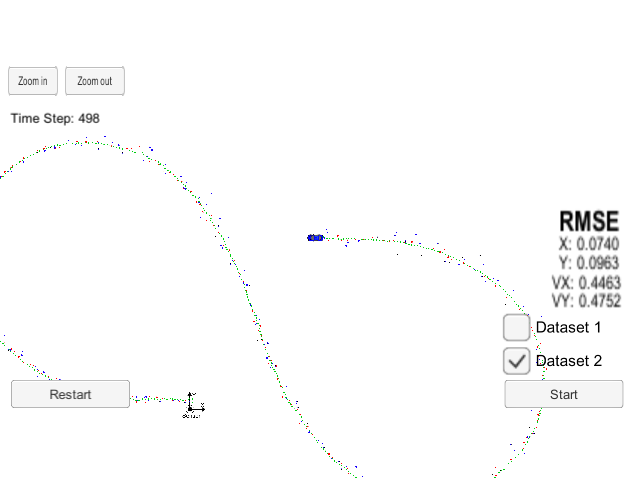 Zoom in
Zoom out
Time Step: 498
RMSE
X: 0.0740
Y: 0.0963
VX: 0.4463
VY: 0.4752
Dataset 1
Dataset 2
Restart
Start